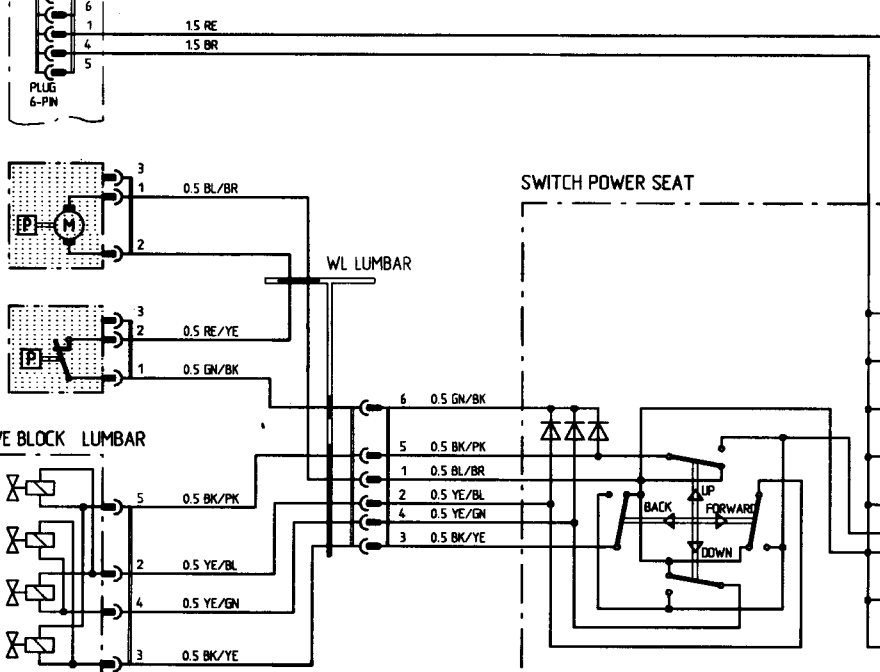 6
1 1.5 RE
4 1.5 BR
5
PLUG
6-PIN
3
1 0.5 BL/BR
P M
2
SWITCH POWER SEAT
WL LUMBAR
3
2 0.5 RE/YE
P
1 0.5 GN/BK
6 0.5 GN/BK
VE BLOCK LUMBAR
5 0.5 BK/PK
1 0.5 BL/BR
5 0.5 BK/PK
2 0.5 YE/BL
UP
4 0.5 YE/GN
BACK FORWARD
3 0.5 BK/YE
DOWN
2 0.5 YE/BL
4 0.5 YE/GN
3 0.5 BK/YE